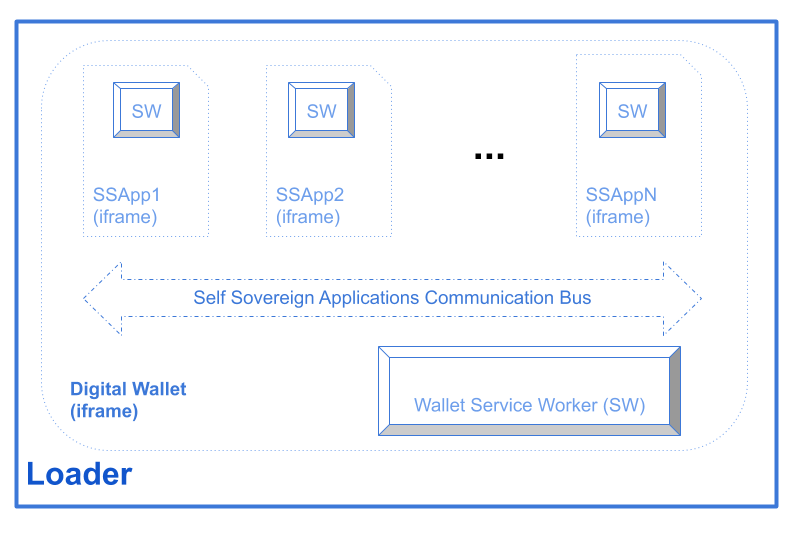 SW
SW
SW
...
SSApp1
(iframe)
SSApp2
(iframe)
SSAppN
(iframe)
Self Sovereign Applications Communication Bus
Digital Wallet
(iframe)
Wallet Service Worker (SW)
Loader